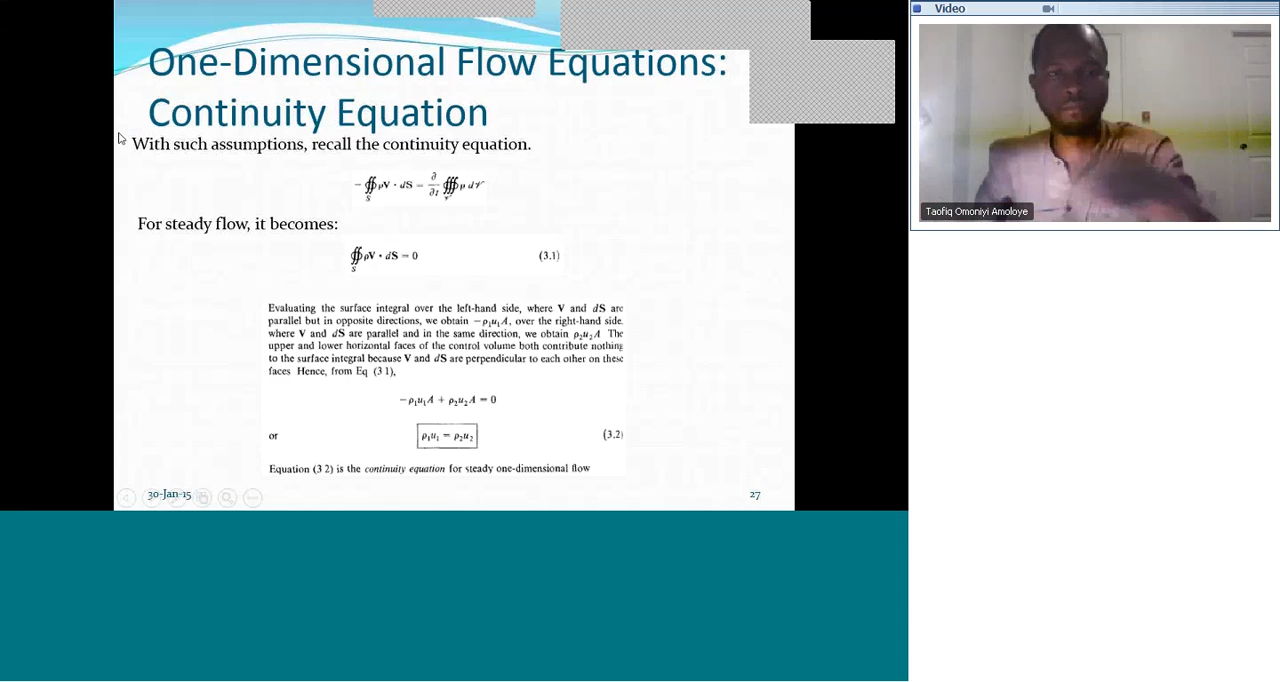 One-Dimensional Flow Equations:
Continuity Equation
With such assumptions, recall the continuity equation.
− ∯ ρV · dS = ∂/∂t ∰ ρ d𝒱
S 𝒱
For steady flow, it becomes:
∯ ρV · dS = 0 (3.1)
S
Evaluating the surface integral over the left-hand side, where V and dS are
parallel but in opposite directions, we obtain −ρ₁u₁A, over the right-hand side,
where V and dS are parallel and in the same direction, we obtain ρ₂u₂A The
upper and lower horizontal faces of the control volume both contribute nothing
to the surface integral because V and dS are perpendicular to each other on these
faces Hence, from Eq (3 1),
−ρ₁u₁A + ρ₂u₂A = 0
or ρ₁u₁ = ρ₂u₂ (3.2)
Equation (3 2) is the continuity equation for steady one-dimensional flow
30-Jan-15 27
Video
Taofiq Omoniyi Amoloye